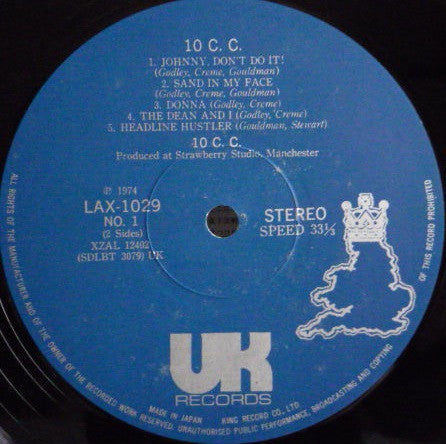 10 C. C.
1. JOHNNY, DON'T DO IT!
(Godley, Creme, Gouldman)
2. SAND IN MY FACE
(Godley, Creme, Gouldman)
3. DONNA (Godley, Creme)
4. THE DEAN AND I (Godley, Creme)
5. HEADLINE HUSTLER (Gouldman, Stewart)
10 C. C.
Produced at Strawberry Studio, Manchester
℗ 1974
LAX-1029
NO. 1
(2 Sides)
XZAL 12402
(SDLBT 3079) UK
STEREO
SPEED 33⅓
UK
RECORDS
MADE IN JAPAN KING RECORD CO. LTD.
ALL RIGHTS OF THE MANUFACTURER AND OF THE OWNER OF THE RECORDED WORK RESERVED. UNAUTHORISED PUBLIC PERFORMANCE, BROADCASTING AND COPYING OF THIS RECORD PROHIBITED